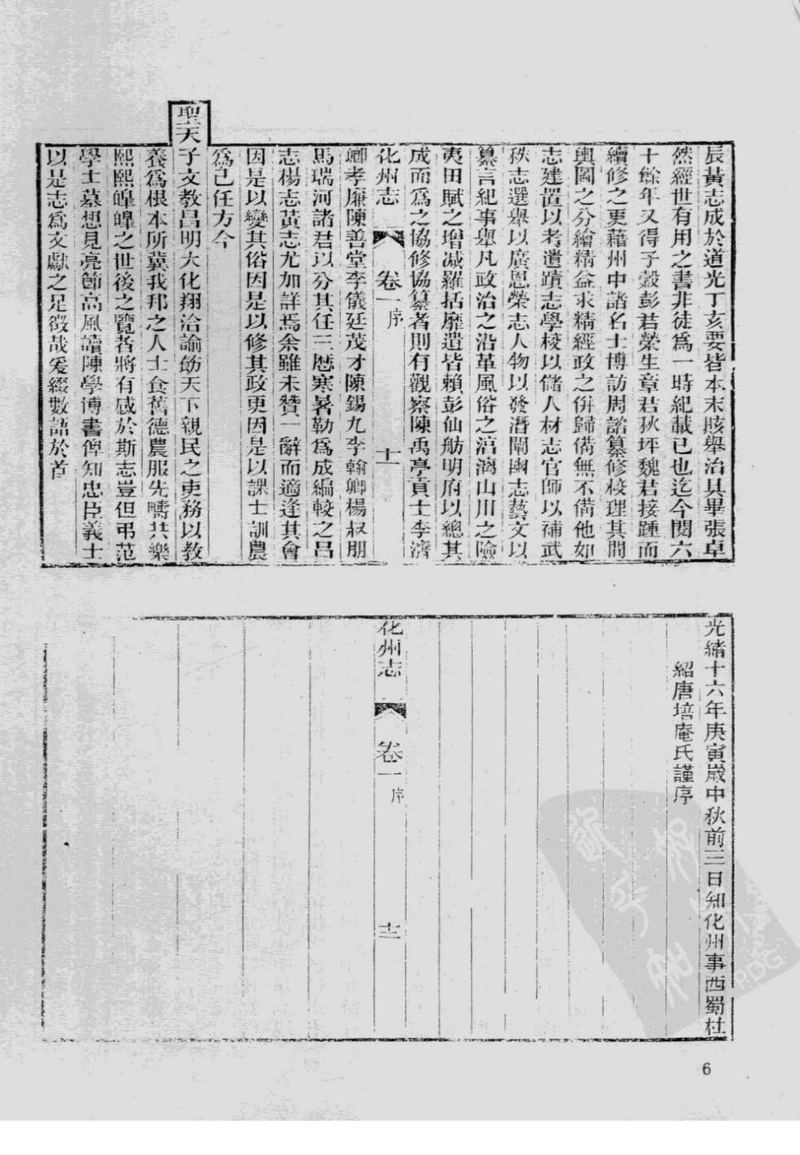 辰黃志成於道光丁亥要皆本末賅舉治具畢張卓
然經世有用之書非徒爲一時紀載已也迄今閱六
十餘年又得子穀彭君榮生章君秋坪魏君接踵而
續修之更藉州中諸名士博訪周諮纂修校理其間
輿圖之分繪精益求精經政之併歸備無不備他如
志建置以考遺蹟志學校以儲人材志官師以補武
秩志選舉以廣恩榮志人物以發潛闡幽志藝文以
纂言紀事舉凡政治之沿革風俗之淳漓山川之險
夷田賦之增減羅括靡遺皆賴彭仙舫明府以總其
成而爲之協修協纂者則有觀察陳禹亭貢士李濟
化州志 卷一 序 十一
卿孝廉陳善堂李儀廷茂才陳錫九李翰卿楊叔朋
馬瑞河諸君以分其任三厯寒暑勒爲成編較之呂
志楊志黃志尤加詳焉余雖未贊一辭而適逢其會
因是以變其俗因是以修其政更因是以課士訓農
爲己任方今
聖天子文教昌明大化翔洽諭飭天下親民之吏務以教
養爲根本所冀我邦之人士食舊德農服先疇共樂
熙熙皥皥之世後之覽者將有感於斯志豈但弔范
學士墓想見亮節高風讀陳學博書俾知忠臣義士
以是志爲文獻之足徵哉爰綴數語於首
光緒十六年庚寅嵗中秋前三日知化州事西蜀杜
紹唐培庵氏謹序
化州志 卷一 序 十二
6